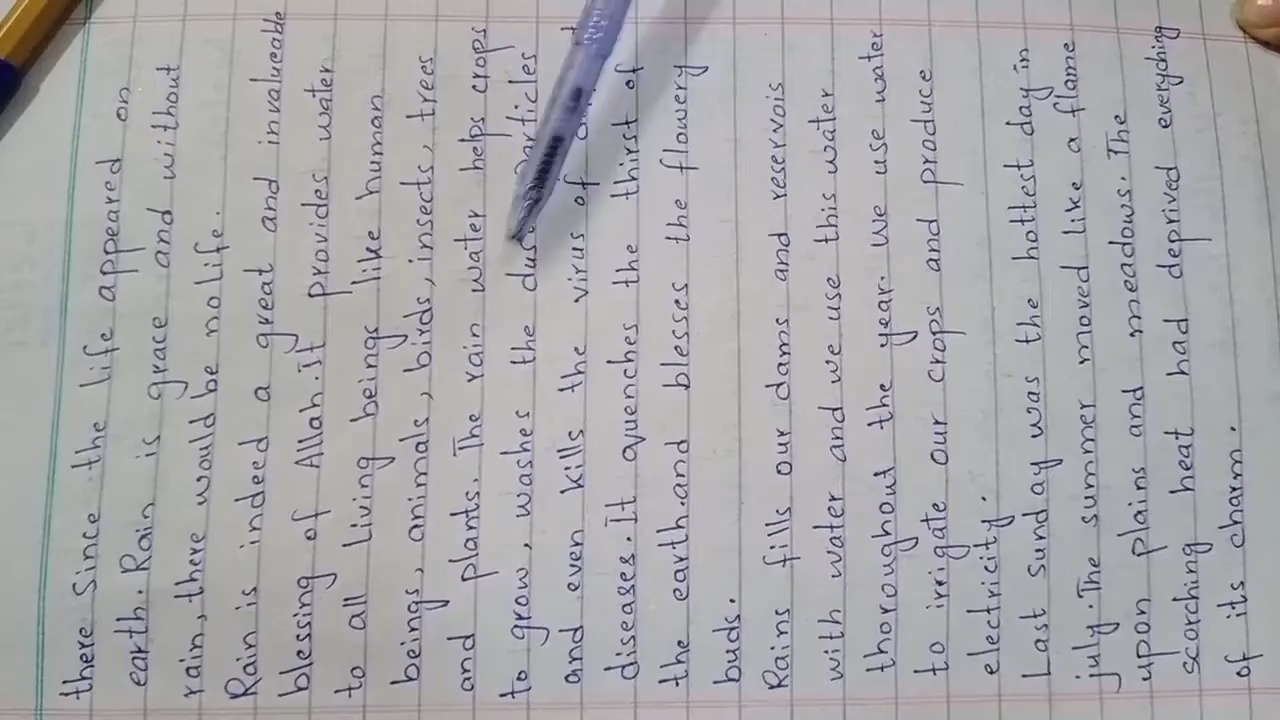 there Since the life appeared on
earth. Rain is grace and without
rain, there would be no life.
Rain is indeed a great and invalueable
blessing of Allah. It provides water
to all living beings like human
beings, animals, birds, insects, trees
and plants. The rain water helps crops
to grow, washes the particles
and even kills the virus of
diseases. It quenches the thirst of
the earth.and blesses the flowery
buds.
Rains fills our dams and reservois
with water and we use this water
thoroughout the year. we use water
to irrigate our crops and produce
electricity.
Last sunday was the hottest day in
july. The summer moved like a flame
upon plains and meadows. The
scorching heat had deprived everything
of its charm.